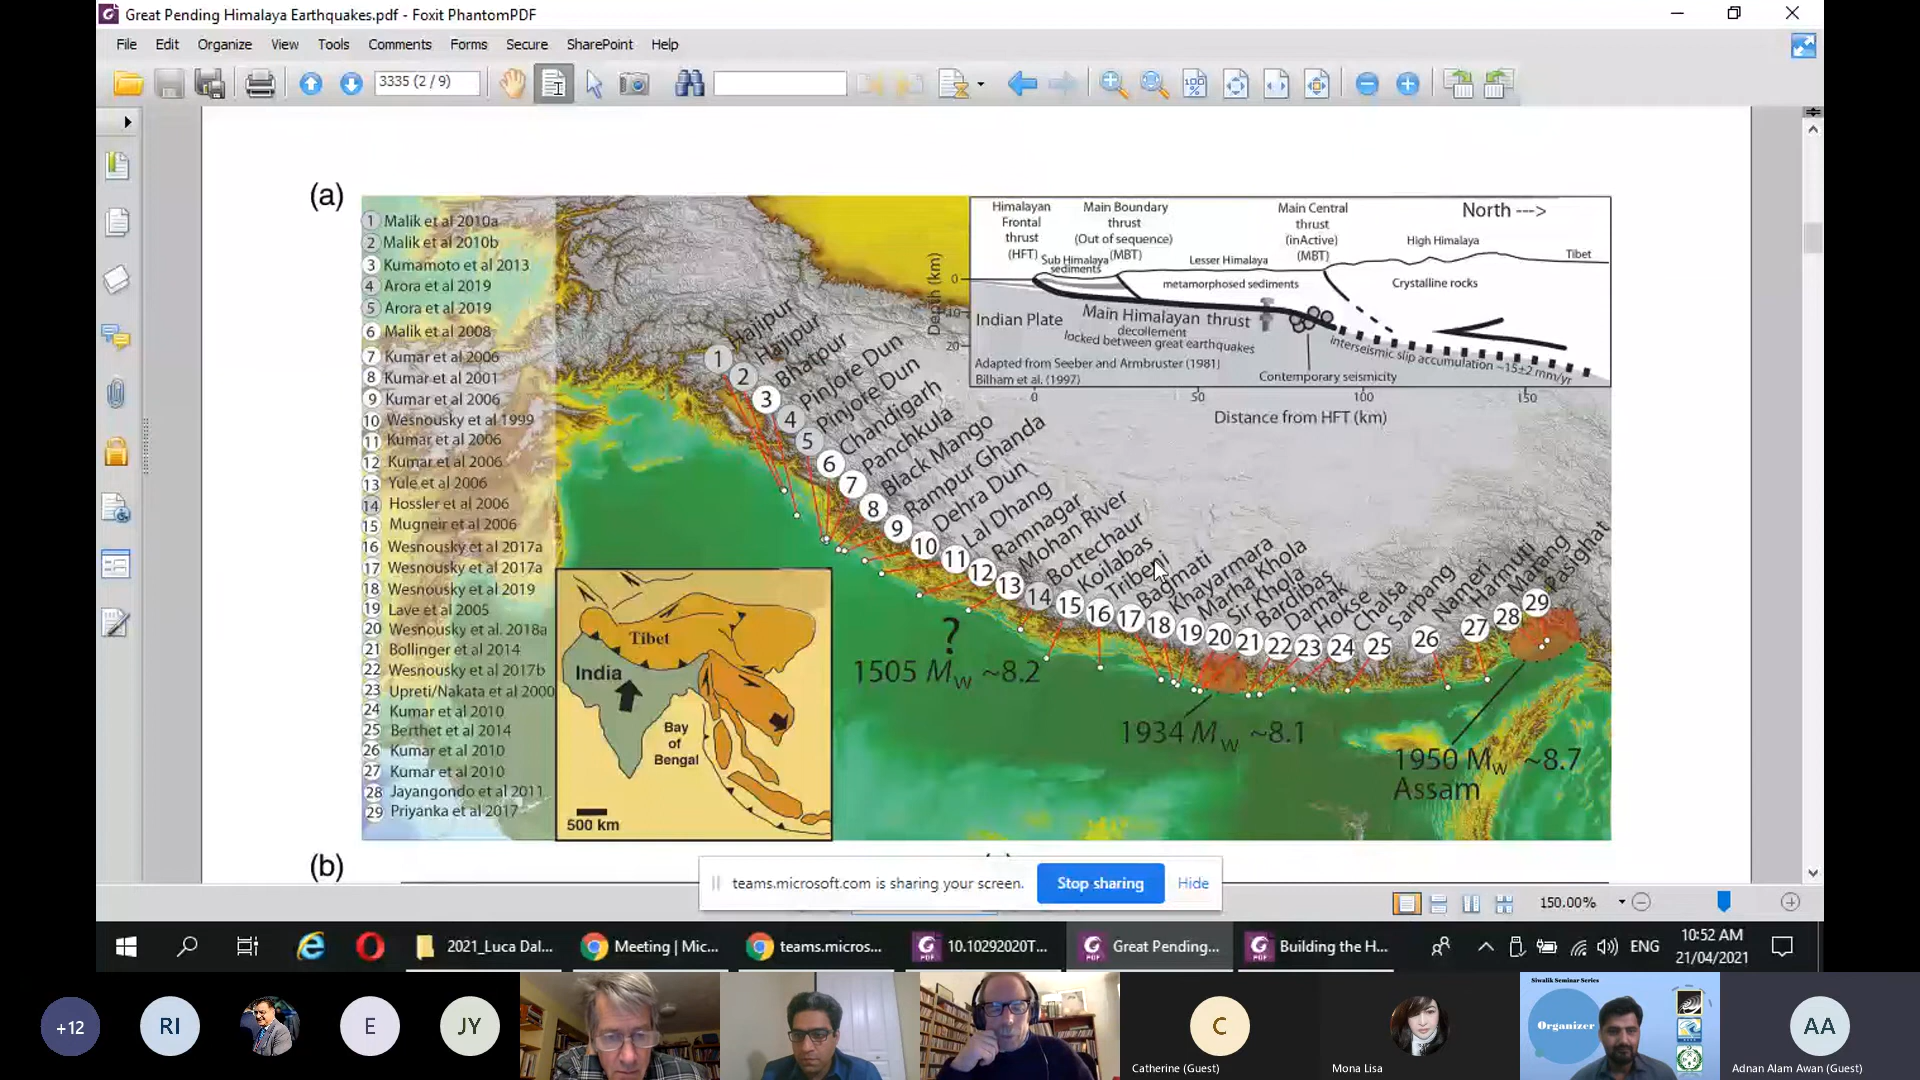 Great Pending Himalaya Earthquakes.pdf - Foxit PhantomPDF
File Edit Organize View Tools Comments Forms Secure SharePoint Help
3335 (2 / 9)
(a)
1 Malik et al 2010a
2 Malik et al 2010b
3 Kumamoto et al 2013
4 Arora et al 2019
5 Arora et al 2019
6 Malik et al 2008
7 Kumar et al 2006
8 Kumar et al 2001
9 Kumar et al 2006
10 Wesnousky et al 1999
11 Kumar et al 2006
12 Kumar et al 2006
13 Yule et al 2006
14 Hossler et al 2006
15 Mugneir et al 2006
16 Wesnousky et al 2017a
17 Wesnousky et al 2017a
18 Wesnousky et al 2019
19 Lave et al 2005
20 Wesnousky et al. 2018a
21 Bollinger et al 2014
22 Wesnousky et al 2017b
23 Upreti/Nakata et al 2000
24 Kumar et al 2010
25 Berthet et al 2014
26 Kumar et al 2010
27 Kumar et al 2010
28 Jayangondo et al 2011
29 Priyanka et al 2017
Himalayan Frontal thrust (HFT)
Main Boundary thrust (Out of sequence) (MBT)
Main Central thrust (inActive) (MBT)
North --->
High Himalaya
Tibet
Sub Himalaya sediments
Lesser Himalaya
metamorphosed sediments
Crystalline rocks
Depth (km)
0
10
20
Indian Plate
Main Himalayan thrust
decollement
locked between great earthquakes
Interseismic slip accumulation ~15±2 mm/yr
Adapted from Seeber and Armbruster (1981)
Bilham et al. (1997)
Contemporary seismicity
0 50 100 150
Distance from HFT (km)
1 Hajipur
2 Hajipur
3 Bhatpur
4 Pinjore Dun
5 Pinjore Dun
6 Chandigarh
7 Panchkula
8 Black Mango
9 Rampur Ghanda
10 Dehra Dun
11 Lal Dhang
12 Ramnagar
13 Mohan River
14 Bottechaur
15 Koilabas
16 Tribeni
17 Bagmati
18 Khayarmara
19 Marha Khola
20 Sir Khola
21 Bardibas
22 Damak
23 Hokse
24 Chalsa
25 Sarpang
26 Nameri
27 Harmutti
28 Marang
29 Pasighat
?
1505 Mw ~8.2
1934 Mw ~8.1
1950 Mw ~8.7
Assam
Tibet
India
Bay
of
Bengal
500 km
(b)
teams.microsoft.com is sharing your screen. Stop sharing Hide
150.00%
2021_Luca Dal... Meeting | Mic... teams.micros... 10.10292020T... Great Pending... Building the H... ENG
10:52 AM
21/04/2021
+12 RI E JY C AA
Siwalik Seminar Series
Organizer
Catherine (Guest) Mona Lisa Adnan Alam Awan (Guest)